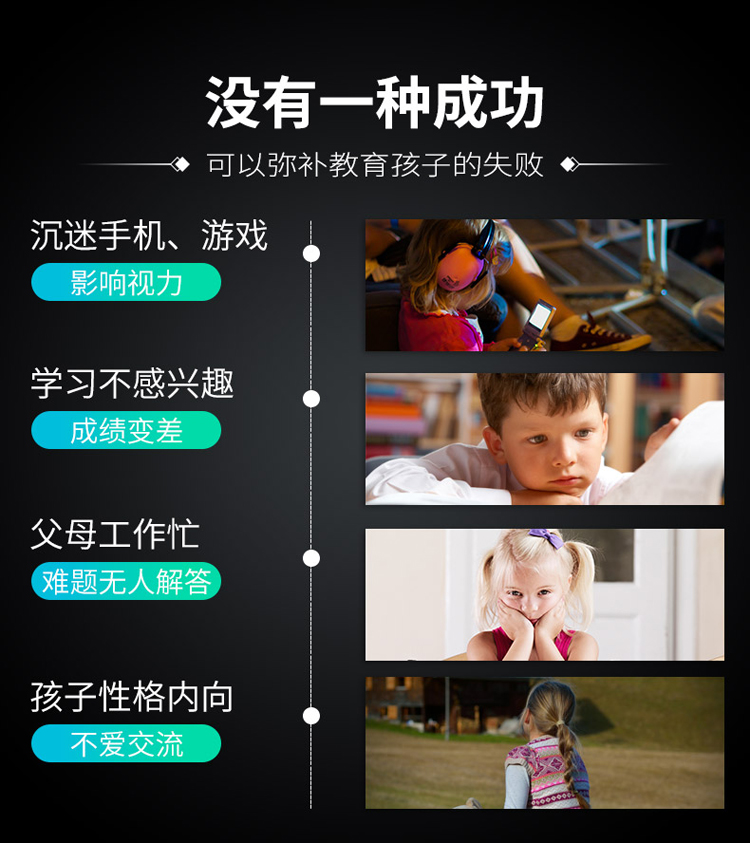 没有一种成功
可以弥补教育孩子的失败
沉迷手机、游戏
影响视力
学习不感兴趣
成绩变差
父母工作忙
难题无人解答
孩子性格内向
不爱交流